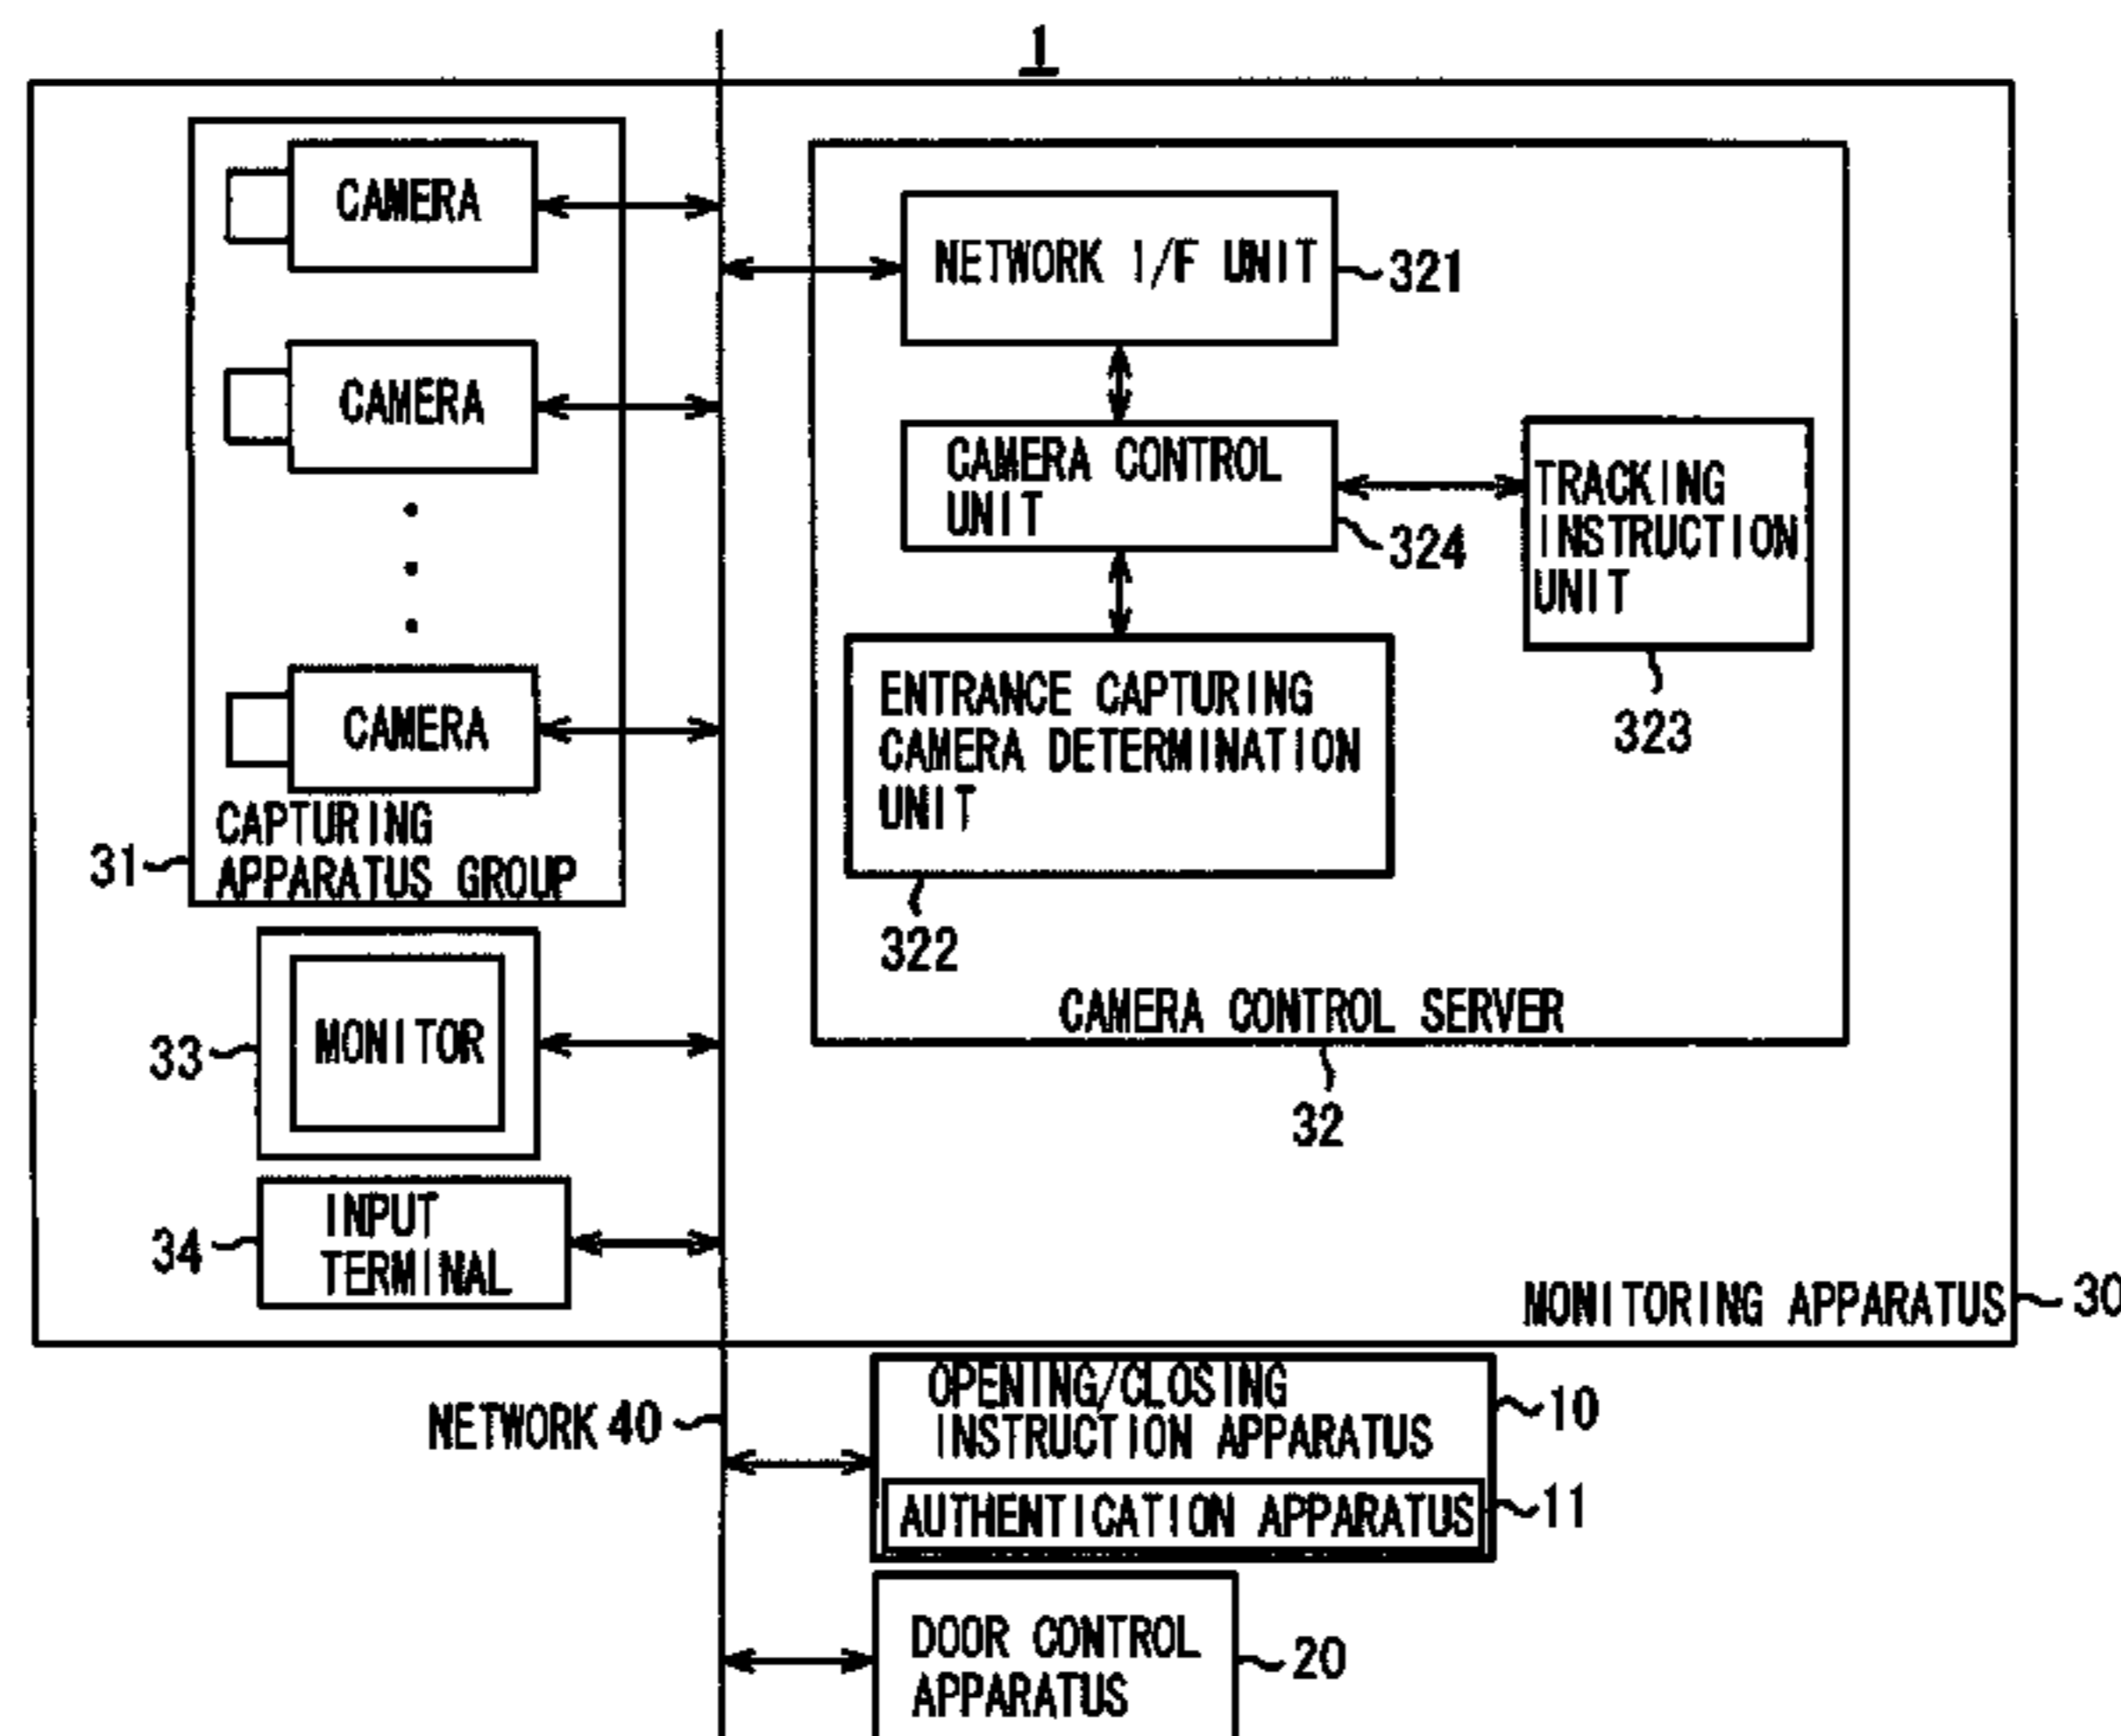 1
CAMERA
CAMERA
CAMERA
CAPTURING
APPARATUS GROUP
31
MONITOR
33
INPUT
TERMINAL
34
NETWORK I/F UNIT
321
CAMERA CONTROL
UNIT
324
TRACKING
INSTRUCTION
UNIT
323
ENTRANCE CAPTURING
CAMERA DETERMINATION
UNIT
322
CAMERA CONTROL SERVER
32
MONITORING APPARATUS
30
NETWORK 40
OPENING/CLOSING
INSTRUCTION APPARATUS
10
AUTHENTICATION APPARATUS
11
DOOR CONTROL
APPARATUS
20